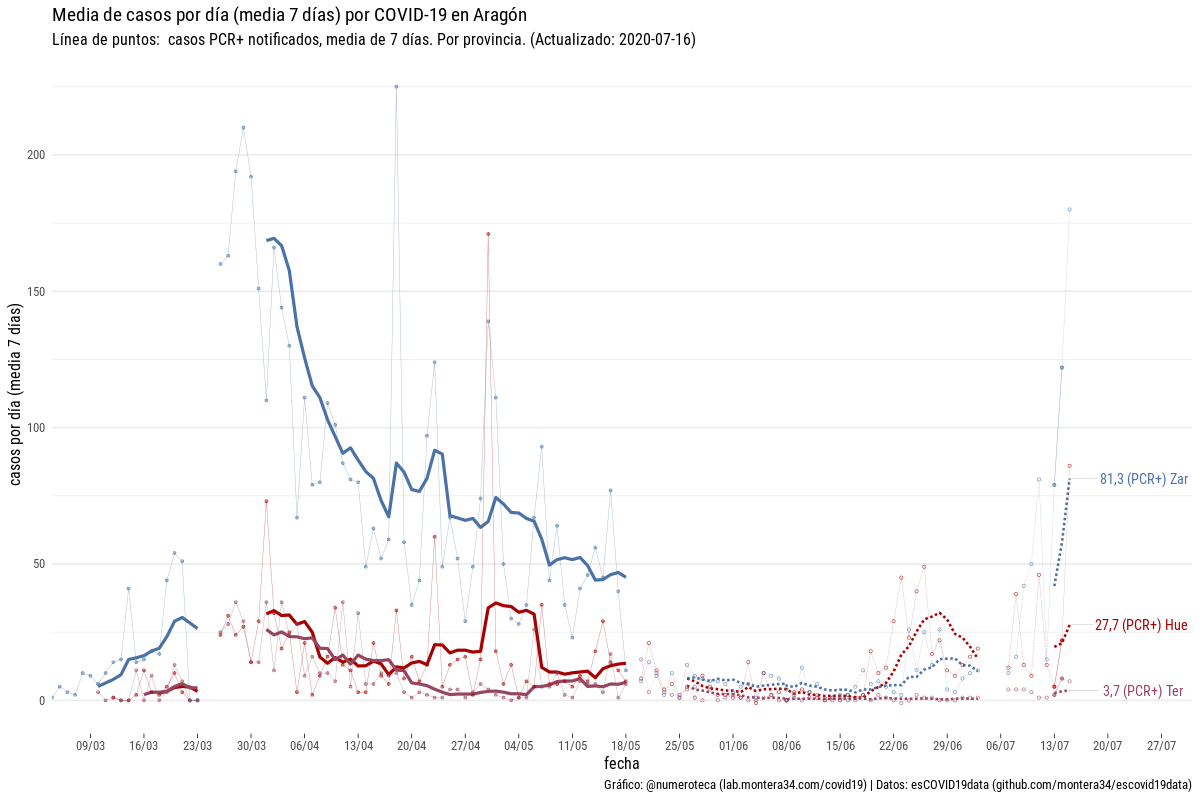 Media de casos por día (media 7 días) por COVID-19 en Aragón
Línea de puntos:  casos PCR+ notificados, media de 7 días. Por provincia. (Actualizado: 2020-07-16)
casos por día (media 7 días)
200
150
100
50
0
81,3 (PCR+) Zar
27,7 (PCR+) Hue
3,7 (PCR+) Ter
09/03 16/03 23/03 30/03 06/04 13/04 20/04 27/04 04/05 11/05 18/05 25/05 01/06 08/06 15/06 22/06 29/06 06/07 13/07 20/07 27/07
fecha
Gráfico: @numeroteca (lab.montera34.com/covid19) | Datos: esCOVID19data (github.com/montera34/escovid19data)